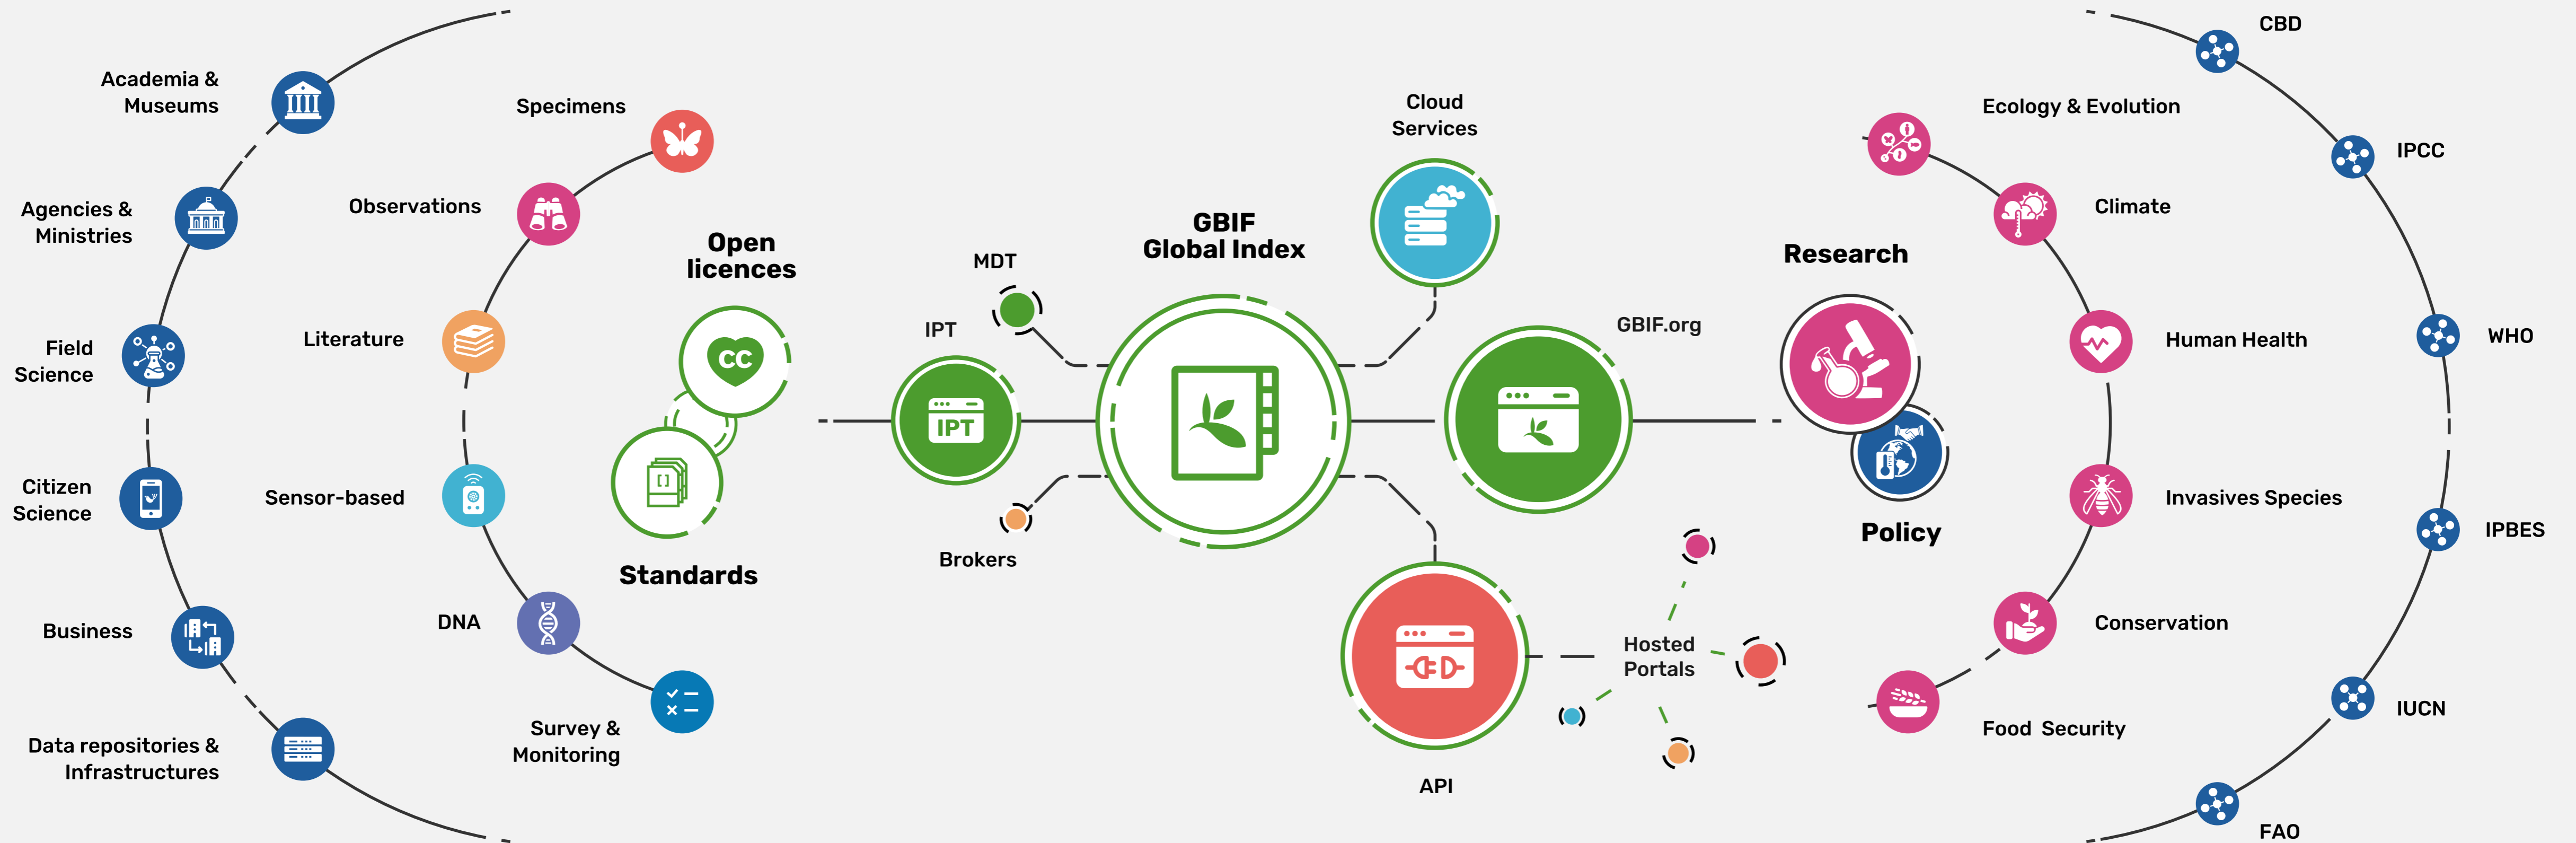 Academia &
Museums
Agencies &
Ministries
Field
Science
Citizen
Science
Business
Data repositories &
Infrastructures
Specimens
Observations
Literature
Sensor-based
DNA
Survey &
Monitoring
Open
licences
CC
[ ]
Standards
MDT
IPT
IPT
Brokers
GBIF
Global Index
Cloud
Services
GBIF.org
API
Hosted
Portals
Research
Policy
Ecology & Evolution
Climate
Human Health
Invasives Species
Conservation
Food  Security
CBD
IPCC
WHO
IPBES
IUCN
FAO